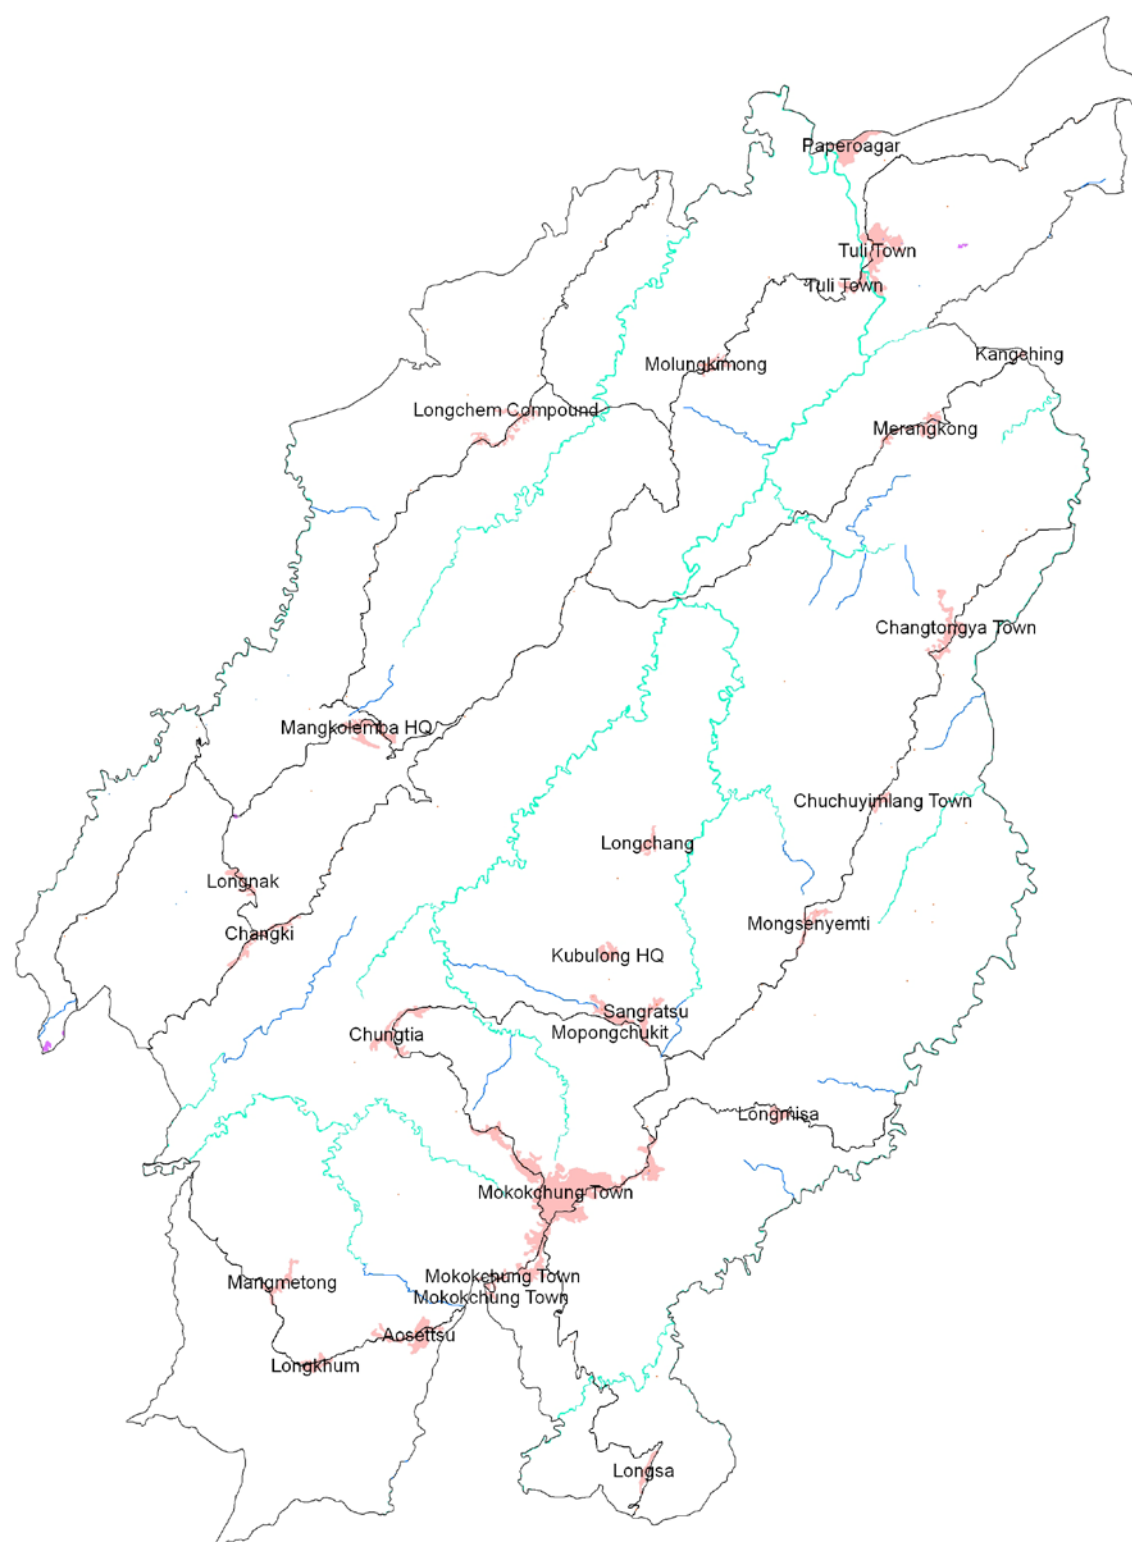 Paperoagar
Tuli Town
Tuli Town
Kangching
Molungkimong
Longchem Compound
Merangkong
Changtongya Town
Mangkolemba HQ
Chuchuyimlang Town
Longchang
Longnak
Mongsenyemti
Changki
Kubulong HQ
Sangratsu
Mopongchukit
Chungtia
Longmisa
Mokokchung Town
Mokokchung Town
Mangmetong
Mokokchung Town
Aosettsu
Longkhum
Longsa